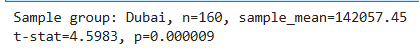 Sample group: Dubai, n=160, sample_mean=142057.45
t-stat=4.5983, p=0.000009